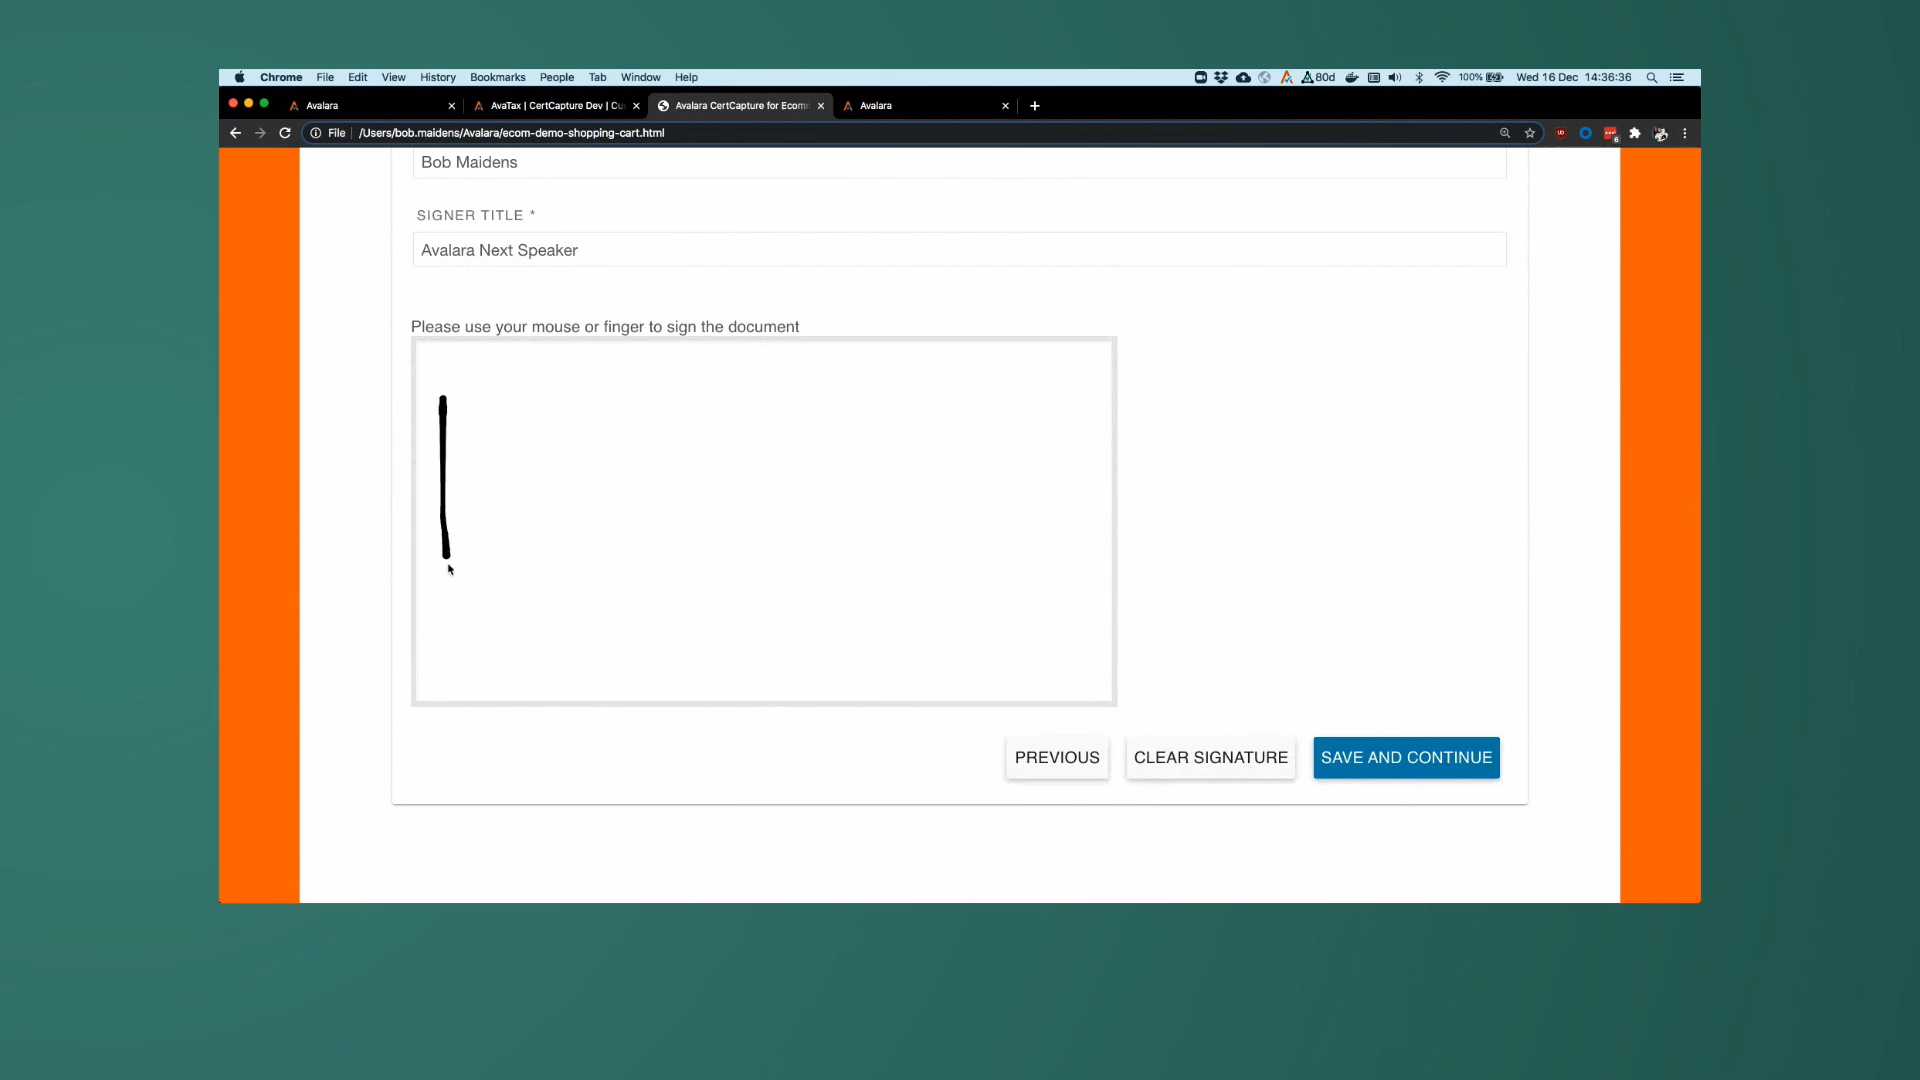 Chrome File Edit View History Bookmarks People Tab Window Help 80d 100% Wed 16 Dec 14:36:36
Avalara AvaTax | CertCapture Dev | Cu Avalara CertCapture for Ecom Avalara
File /Users/bob.maidens/Avalara/ecom-demo-shopping-cart.html
Bob Maidens
SIGNER TITLE *
Avalara Next Speaker
Please use your mouse or finger to sign the document
PREVIOUS CLEAR SIGNATURE SAVE AND CONTINUE